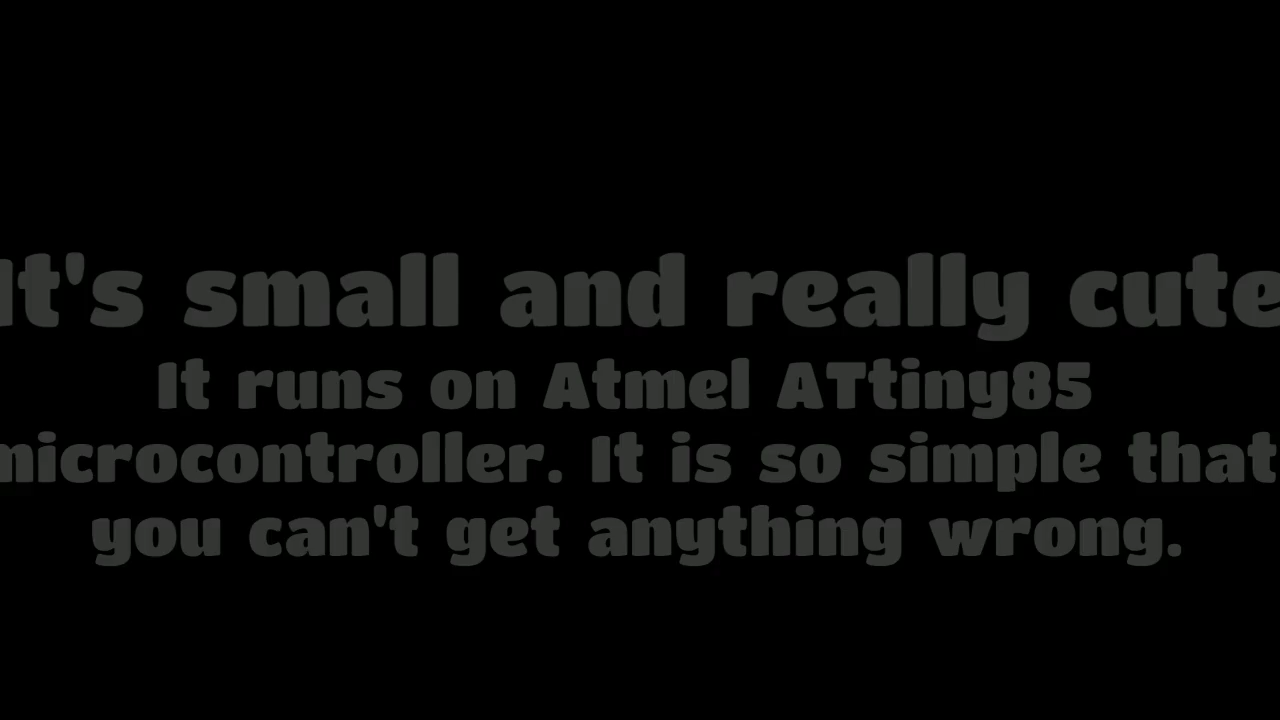 It's small and really cute
It runs on Atmel ATtiny85
microcontroller. It is so simple that
you can't get anything wrong.